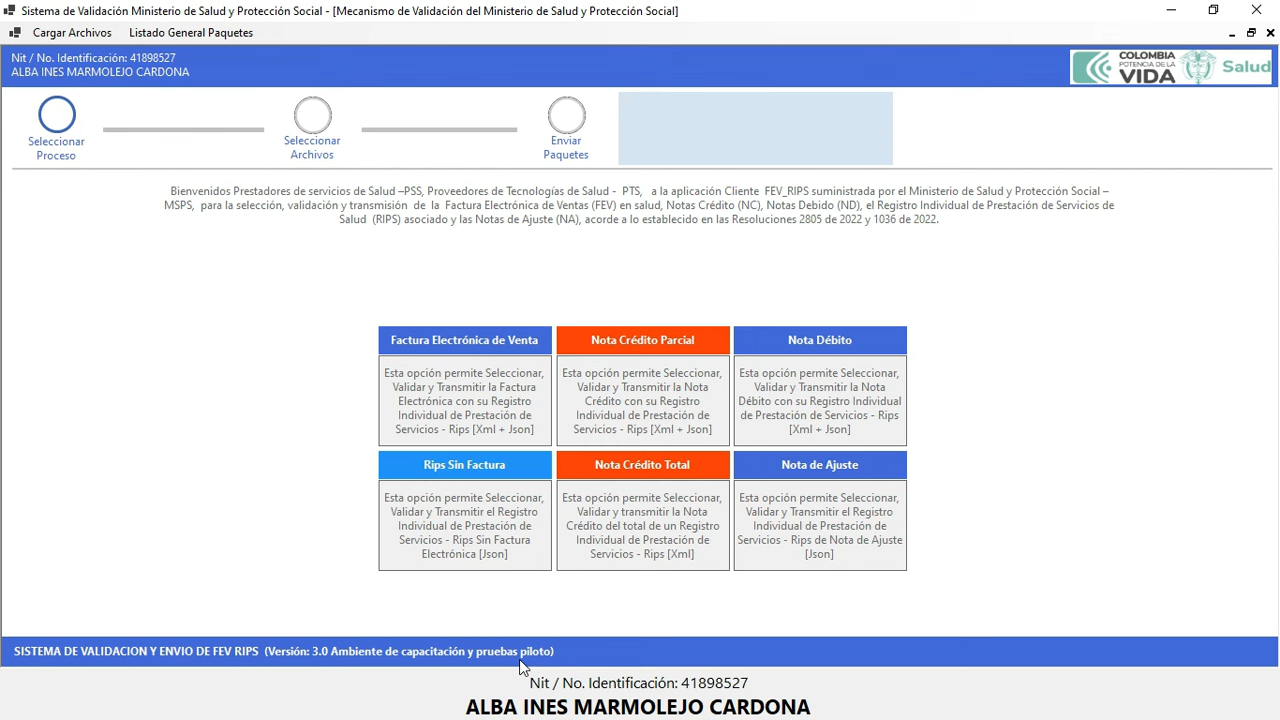 Sistema de Validación Ministerio de Salud y Protección Social - [Mecanismo de Validación del Ministerio de Salud y Protección Social]
Cargar Archivos Listado General Paquetes
Nit / No. Identificación: 41898527
ALBA INES MARMOLEJO CARDONA
COLOMBIA
POTENCIA DE LA
VIDA
Salud
Seleccionar
Proceso
Seleccionar
Archivos
Enviar
Paquetes
Bienvenidos Prestadores de servicios de Salud –PSS, Proveedores de Tecnologías de Salud - PTS, a la aplicación Cliente FEV_RIPS suministrada por el Ministerio de Salud y Protección Social –
MSPS, para la selección, validación y transmisión de la Factura Electrónica de Ventas (FEV) en salud, Notas Crédito (NC), Notas Debido (ND), el Registro Individual de Prestación de Servicios de
Salud (RIPS) asociado y las Notas de Ajuste (NA), acorde a lo establecido en las Resoluciones 2805 de 2022 y 1036 de 2022.
Factura Electrónica de Venta
Esta opción permite Seleccionar,
Validar y Transmitir la Factura
Electrónica con su Registro
Individual de Prestación de
Servicios - Rips [Xml + Json]
Nota Crédito Parcial
Esta opción permite Seleccionar,
Validar y Transmitir la Nota
Crédito con su Registro
Individual de Prestación de
Servicios - Rips [Xml + Json]
Nota Débito
Esta opción permite Seleccionar,
Validar y Transmitir la Nota
Débito con su Registro Individual
de Prestación de Servicios - Rips
[Xml + Json]
Rips Sin Factura
Esta opción permite Seleccionar,
Validar y Transmitir el Registro
Individual de Prestación de
Servicios - Rips Sin Factura
Electrónica [Json]
Nota Crédito Total
Esta opción permite Seleccionar,
Validar y transmitir la Nota
Crédito del total de un Registro
Individual de Prestación de
Servicios - Rips [Xml]
Nota de Ajuste
Esta opción permite Seleccionar,
Validar y Transmitir el Registro
Individual de Prestación de
Servicios - Rips de Nota de Ajuste
[Json]
SISTEMA DE VALIDACION Y ENVIO DE FEV RIPS (Versión: 3.0 Ambiente de capacitación y pruebas piloto)
Nit / No. Identificación: 41898527
ALBA INES MARMOLEJO CARDONA